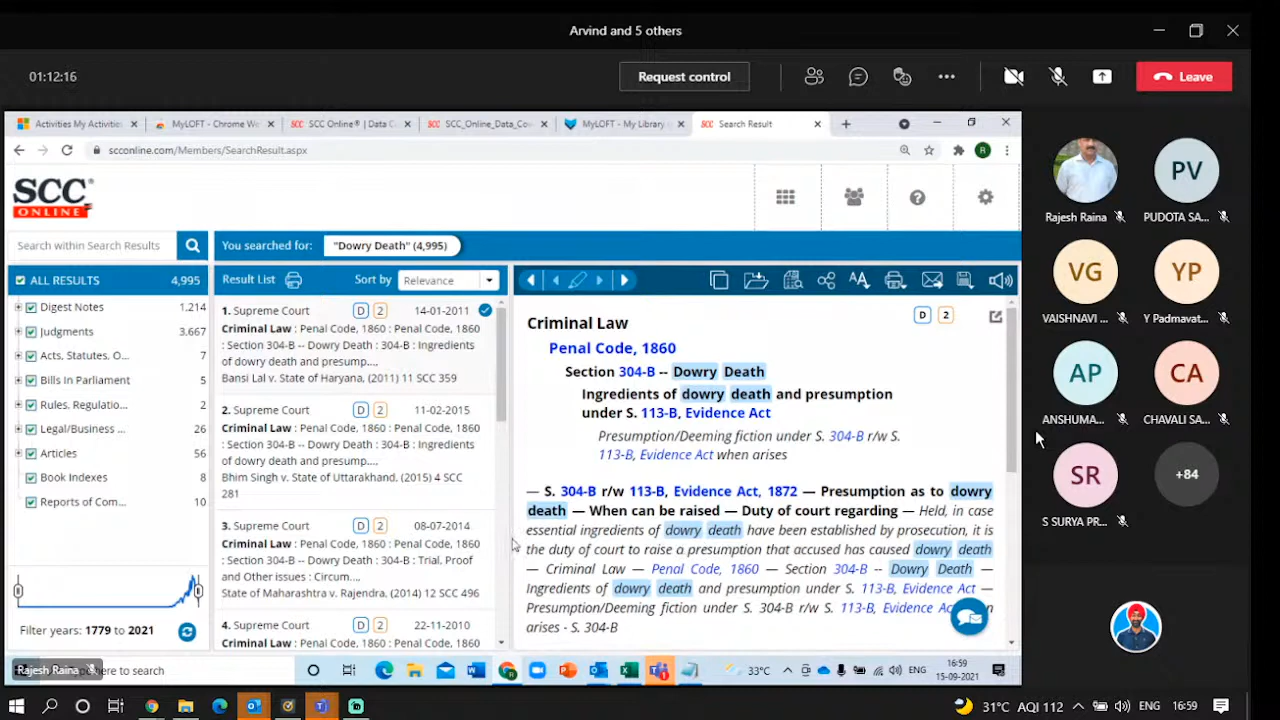 Arvind and 5 others
01:12:16
Request control
Leave
Activities My Activitie
MyLOFT - Chrome W
SCC Online® | Data C
SCC_Online_Data_Cov
MyLOFT - My Library
Search Result
scconline.com/Members/SearchResult.aspx
R
SCC
ONLINE
Search within Search Results
You searched for: "Dowry Death" (4,995)
ALL RESULTS 4,995
Digest Notes 1,214
Judgments 3,667
Acts, Statutes, O... 7
Bills In Parliament 5
Rules, Regulatio... 2
Legal/Business ... 26
Articles 56
Book Indexes 8
Reports of Com... 10
Filter years: 1779 to 2021
Result List
Sort by Relevance
1. Supreme Court D 2 14-01-2011
Criminal Law : Penal Code, 1860 : Penal Code, 1860
: Section 304-B -- Dowry Death : 304-B : Ingredients
of dowry death and presump....
Bansi Lal v. State of Haryana, (2011) 11 SCC 359
2. Supreme Court D 2 11-02-2015
Criminal Law : Penal Code, 1860 : Penal Code, 1860
: Section 304-B -- Dowry Death : 304-B : Ingredients
of dowry death and presump....
Bhim Singh v. State of Uttarakhand, (2015) 4 SCC
281
3. Supreme Court D 2 08-07-2014
Criminal Law : Penal Code, 1860 : Penal Code, 1860
: Section 304-B -- Dowry Death : 304-B : Trial, Proof
and Other issues : Circum....
State of Maharashtra v. Rajendra, (2014) 12 SCC 496
4. Supreme Court D 2 22-11-2010
Criminal Law : Penal Code, 1860 : Penal Code, 1860
AA
D 2
Criminal Law
Penal Code, 1860
Section 304-B -- Dowry Death
Ingredients of dowry death and presumption
under S. 113-B, Evidence Act
Presumption/Deeming fiction under S. 304-B r/w S.
113-B, Evidence Act when arises
— S. 304-B r/w 113-B, Evidence Act, 1872 — Presumption as to dowry
death — When can be raised — Duty of court regarding — Held, in case
essential ingredients of dowry death have been established by prosecution, it is
the duty of court to raise a presumption that accused has caused dowry death
— Criminal Law — Penal Code, 1860 — Section 304-B -- Dowry Death —
Ingredients of dowry death and presumption under S. 113-B, Evidence Act —
Presumption/Deeming fiction under S. 304-B r/w S. 113-B, Evidence Ac n
arises - S. 304-B
Rajesh Raina
PV
PUDOTA SA...
VG
VAISHNAVI ...
YP
Y Padmavat...
AP
ANSHUMA...
CA
CHAVALI SA...
SR
S SURYA PR...
+84
Rajesh Raina
here to search
33°C
ENG
16:59
15-09-2021
31°C AQI 112
ENG 16:59